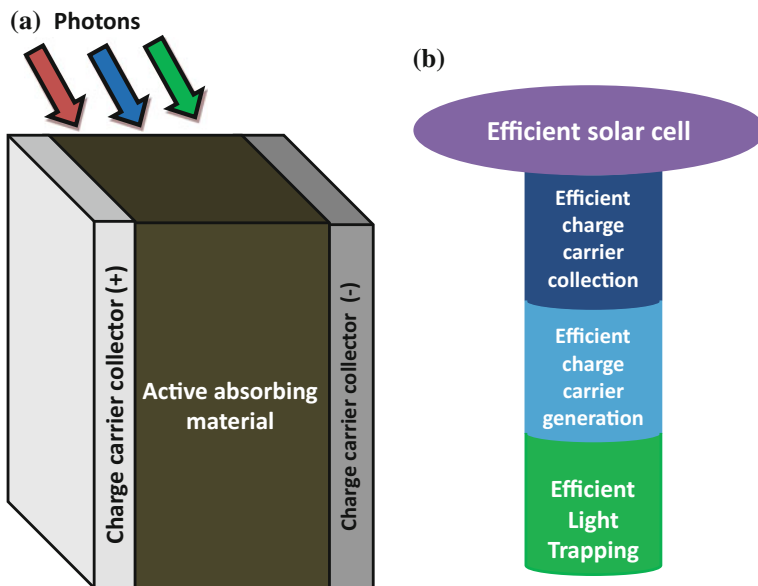 (a) Photons
Charge carrier collector (+)
Active absorbing
material
Charge carrier collector (-)
(b)
Efficient solar cell
Efficient
charge
carrier
collection
Efficient
charge
carrier
generation
Efficient
Light
Trapping